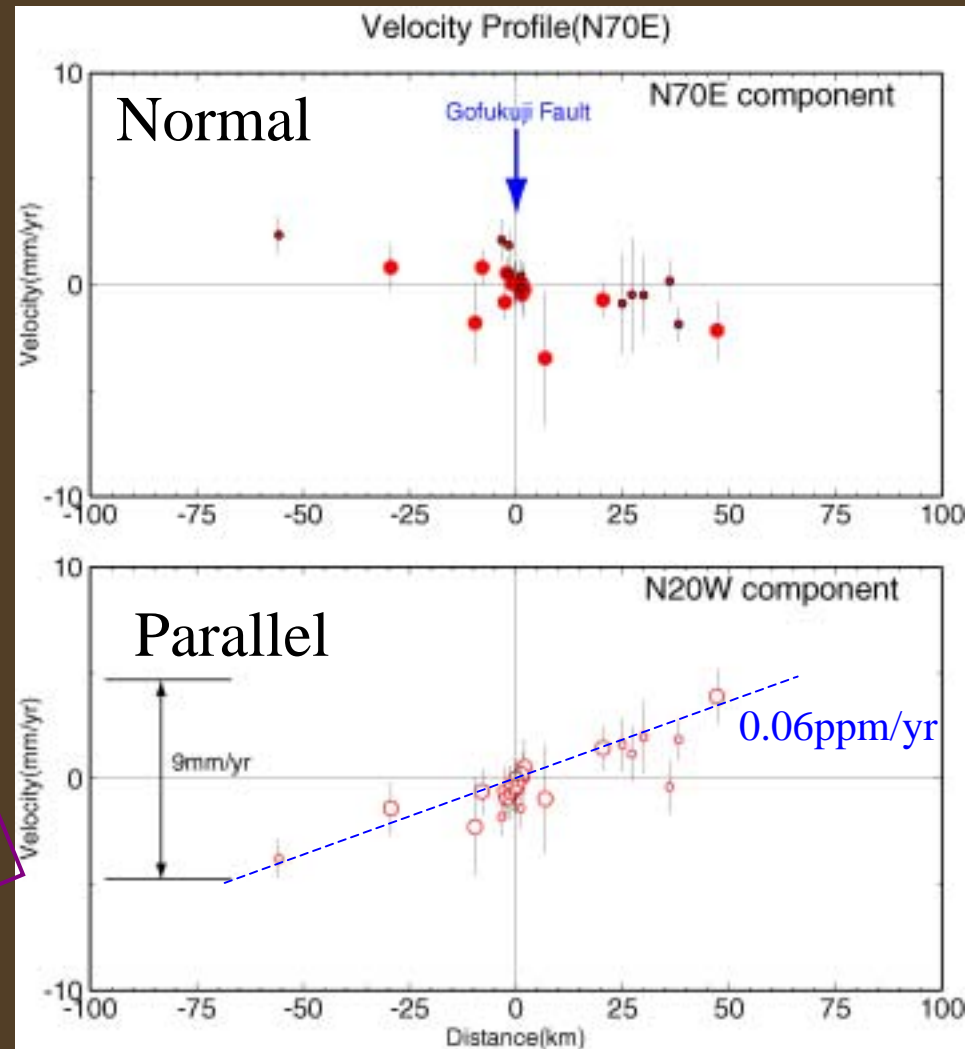 Velocity Profile(N70E)
10
Normal
N70E component
Gofukuji Fault
Velocity(mm/yr)
0
-10
-100 -75 -50 -25 0 25 50 75 100
10
N20W component
Parallel
Velocity(mm/yr)
0.06ppm/yr
9mm/yr
0
-10
-100 -75 -50 -25 0 25 50 75 100
Distance(km)